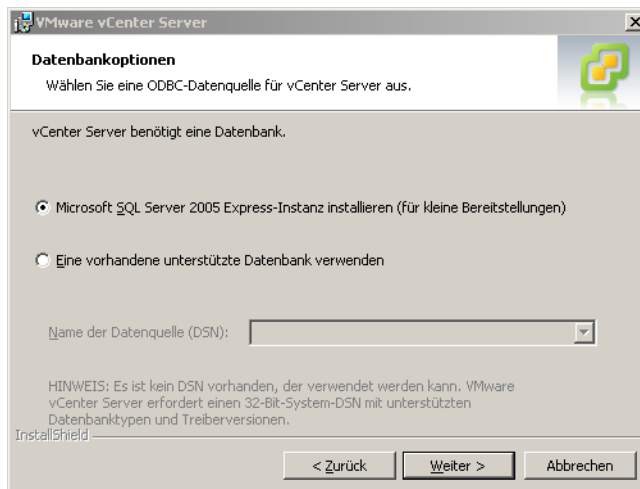 VMware vCenter Server
Datenbankoptionen
Wählen Sie eine ODBC-Datenquelle für vCenter Server aus.
vCenter Server benötigt eine Datenbank.
Microsoft SQL Server 2005 Express-Instanz installieren (für kleine Bereitstellungen)
Eine vorhandene unterstützte Datenbank verwenden
Name der Datenquelle (DSN):
HINWEIS: Es ist kein DSN vorhanden, der verwendet werden kann. VMware
vCenter Server erfordert einen 32-Bit-System-DSN mit unterstützten
Datenbanktypen und Treiberversionen.
InstallShield
< Zurück
Weiter >
Abbrechen